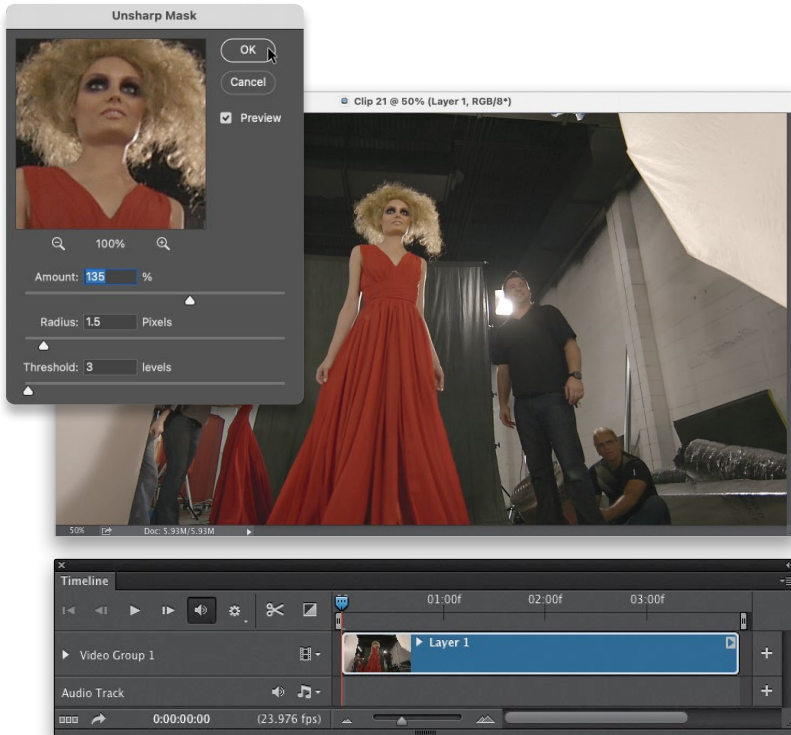 Unsharp Mask
OK
Cancel
Preview
100%
Amount: 135 %
Radius: 1.5 Pixels
Threshold: 3 levels
Clip 21 @ 50% (Layer 1, RGB/8*)
50% Doc: 5.93M/5.93M
Timeline
01:00f 02:00f 03:00f
Video Group 1
Layer 1
Audio Track
0:00:00:00 (23.976 fps)